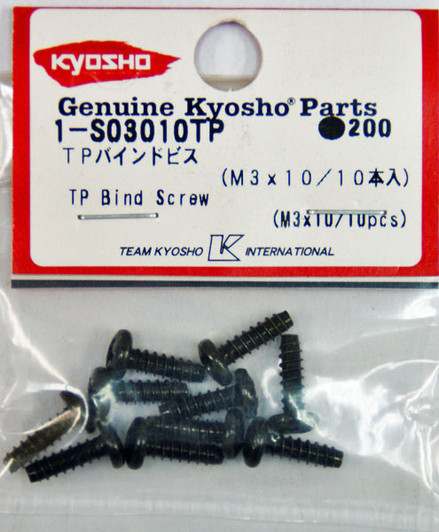 KYOSHO
Genuine Kyosho® Parts
1-S03010TP ●200
TPバインドビス
(M3x10/10本入)
TP Bind Screw
(M3x10/10pcs)
TEAM KYOSHO K INTERNATIONAL